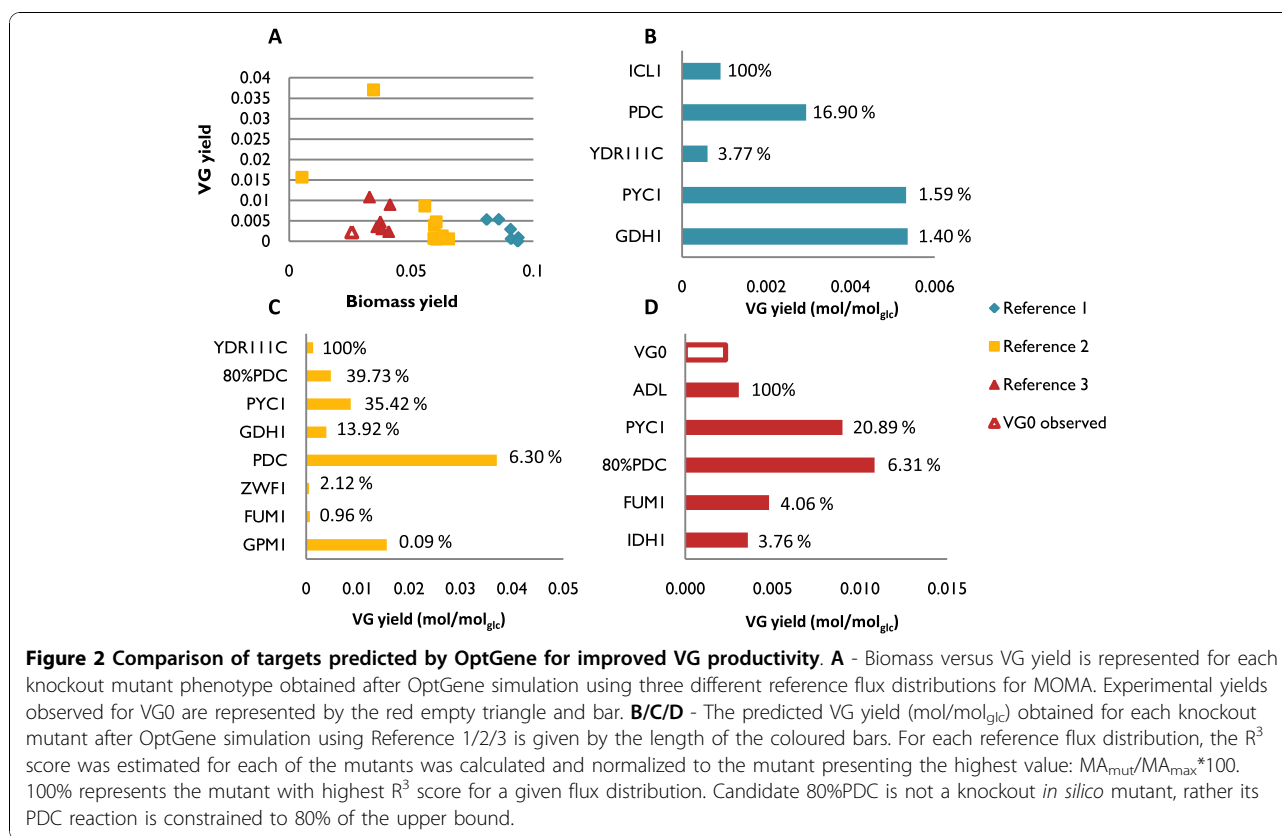 A
VG yield
0.04
0.035
0.03
0.025
0.02
0.015
0.01
0.005
0
0
0.05
0.1
Biomass yield
B
ICL1
100%
PDC
16.90 %
YDR111C
3.77 %
PYC1
1.59 %
GDH1
1.40 %
0
0.002
0.004
0.006
VG yield (mol/molglc)
C
YDR111C
100%
80%PDC
39.73 %
PYC1
35.42 %
GDH1
13.92 %
PDC
6.30 %
ZWF1
2.12 %
FUM1
0.96 %
GPM1
0.09 %
0
0.01
0.02
0.03
0.04
0.05
VG yield (mol/molglc)
D
VG0
ADL
100%
PYC1
20.89 %
80%PDC
6.31 %
FUM1
4.06 %
IDH1
3.76 %
0.000
0.005
0.010
0.015
VG yield (mol/molglc)
Reference 1
Reference 2
Reference 3
VG0 observed
Figure 2 Comparison of targets predicted by OptGene for improved VG productivity. A - Biomass versus VG yield is represented for each
knockout mutant phenotype obtained after OptGene simulation using three different reference flux distributions for MOMA. Experimental yields
observed for VG0 are represented by the red empty triangle and bar. B/C/D - The predicted VG yield (mol/molglc) obtained for each knockout
mutant after OptGene simulation using Reference 1/2/3 is given by the length of the coloured bars. For each reference flux distribution, the R³
score was estimated for each of the mutants was calculated and normalized to the mutant presenting the highest value: MAmut/MAmax*100.
100% represents the mutant with highest R³ score for a given flux distribution. Candidate 80%PDC is not a knockout in silico mutant, rather its
PDC reaction is constrained to 80% of the upper bound.